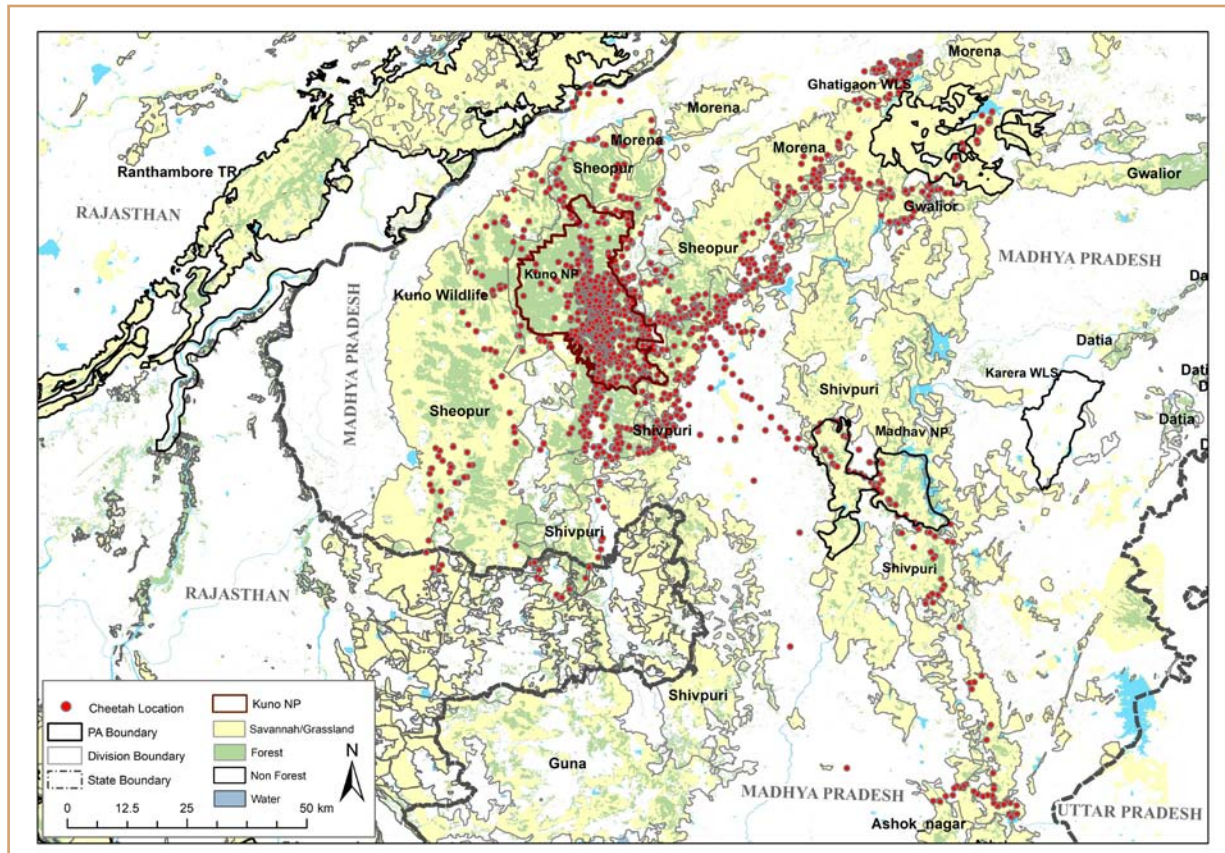 Morena
Ghatigaon WLS
Morena
Morena
Morena
Sheopur
Ranthambore TR
Gwalior
RAJASTHAN
Gwalior
Sheopur
MADHYA PRADESH
Kuno NP
Kuno Wildlife
MADHYA PRADESH
Datia
Karera WLS
Shivpuri
Sheopur
Datia
Madhav NP
Shivpuri
Shivpuri
Shivpuri
RAJASTHAN
Shivpuri
Guna
MADHYA PRADESH
UTTAR PRADESH
Ashok_nagar
Cheetah Location
PA Boundary
Division Boundary
State Boundary
Kuno NP
Savannah/Grassland
Forest
Non Forest
Water
N
0 12.5 25 50 km